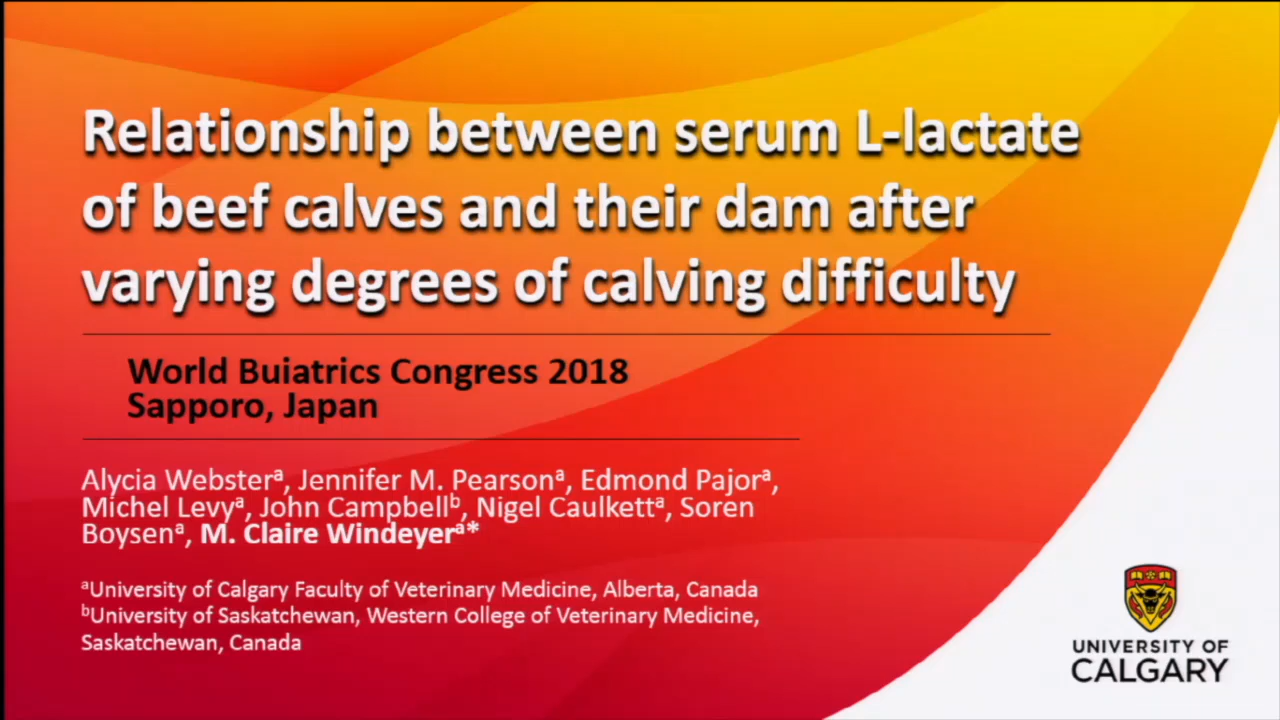 Relationship between serum L-lactate
of beef calves and their dam after
varying degrees of calving difficulty
World Buiatrics Congress 2018
Sapporo, Japan
Alycia Websterᵃ, Jennifer M. Pearsonᵃ, Edmond Pajorᵃ,
Michel Levyᵃ, John Campbellᵇ, Nigel Caulkettᵃ, Soren
Boysenᵃ, M. Claire Windeyerᵃ*
ᵃUniversity of Calgary Faculty of Veterinary Medicine, Alberta, Canada
ᵇUniversity of Saskatchewan, Western College of Veterinary Medicine,
Saskatchewan, Canada
UNIVERSITY OF
CALGARY